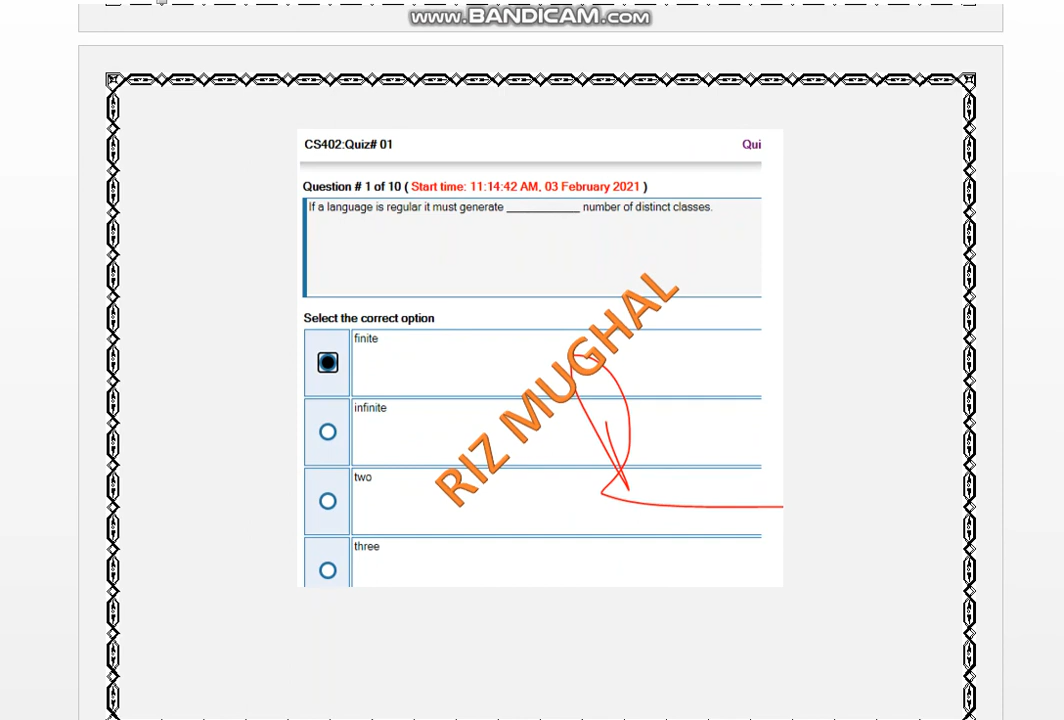 www.BANDICAM.com
CS402:Quiz# 01
Qui
Question # 1 of 10 ( Start time: 11:14:42 AM, 03 February 2021 )
If a language is regular it must generate ____________ number of distinct classes.
Select the correct option
finite
infinite
two
three
RIZ MUGHAL